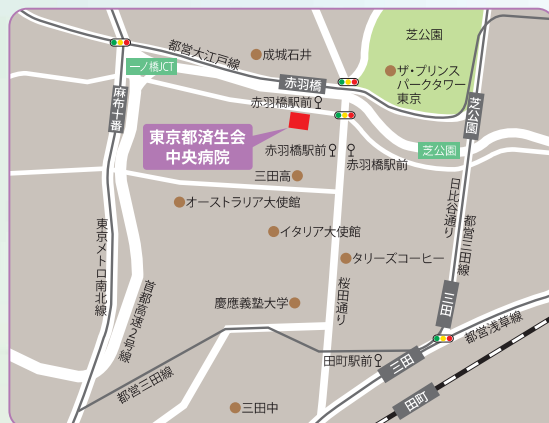 都営大江戸線
成城石井
芝公園
一ノ橋JCT
赤羽橋
ザ・プリンス
パークタワー
東京
麻布十番
赤羽橋駅前
芝公園
東京都済生会
中央病院
赤羽橋駅前
赤羽橋駅前
芝公園
三田高
オーストラリア大使館
日比谷通り
都営三田線
東京メトロ南北線
イタリア大使館
タリーズコーヒー
首都高速2号線
慶應義塾大学
桜田通り
三田
都営浅草線
田町駅前
三田
都営三田線
田町
三田中